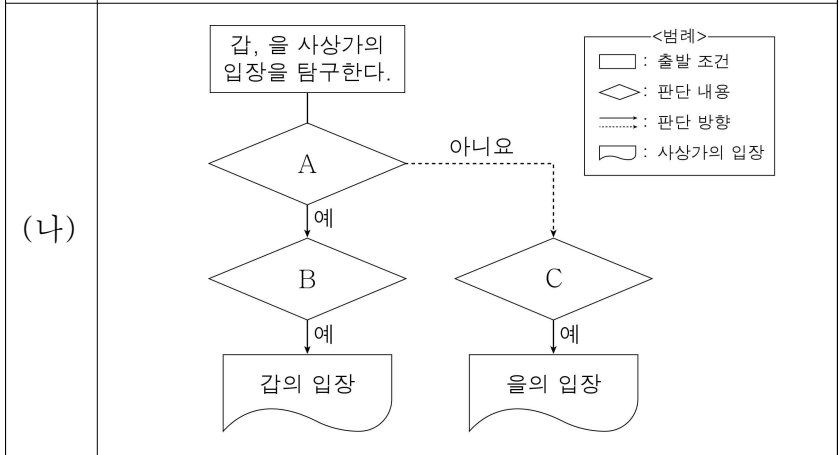 (나)
갑, 을 사상가의
입장을 탐구한다.
<범례>
: 출발 조건
: 판단 내용
: 판단 방향
: 사상가의 입장
A
아니요
예
B
C
예
예
갑의 입장
을의 입장